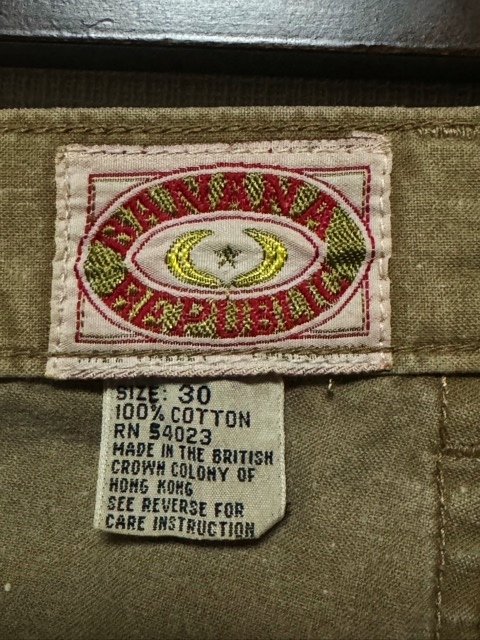 BANANA
REPUBLIC
SIZE: 30
100% COTTON
RN 54023
MADE IN THE BRITISH
CROWN COLONY OF
HONG KONG
SEE REVERSE FOR
CARE INSTRUCTION